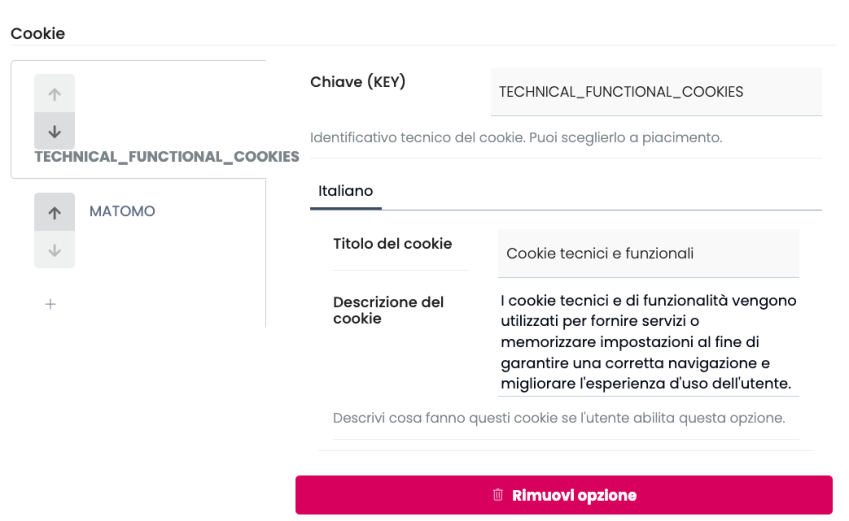 Cookie
TECHNICAL_FUNCTIONAL_COOKIES
MATOMO
Chiave (KEY)
TECHNICAL_FUNCTIONAL_COOKIES
Identificativo tecnico del cookie. Puoi sceglierlo a piacimento.
Italiano
Titolo del cookie
Cookie tecnici e funzionali
Descrizione del
cookie
I cookie tecnici e di funzionalità vengono
utilizzati per fornire servizi o
memorizzare impostazioni al fine di
garantire una corretta navigazione e
migliorare l'esperienza d'uso dell'utente.
Descrivi cosa fanno questi cookie se l'utente abilita questa opzione.
Rimuovi opzione